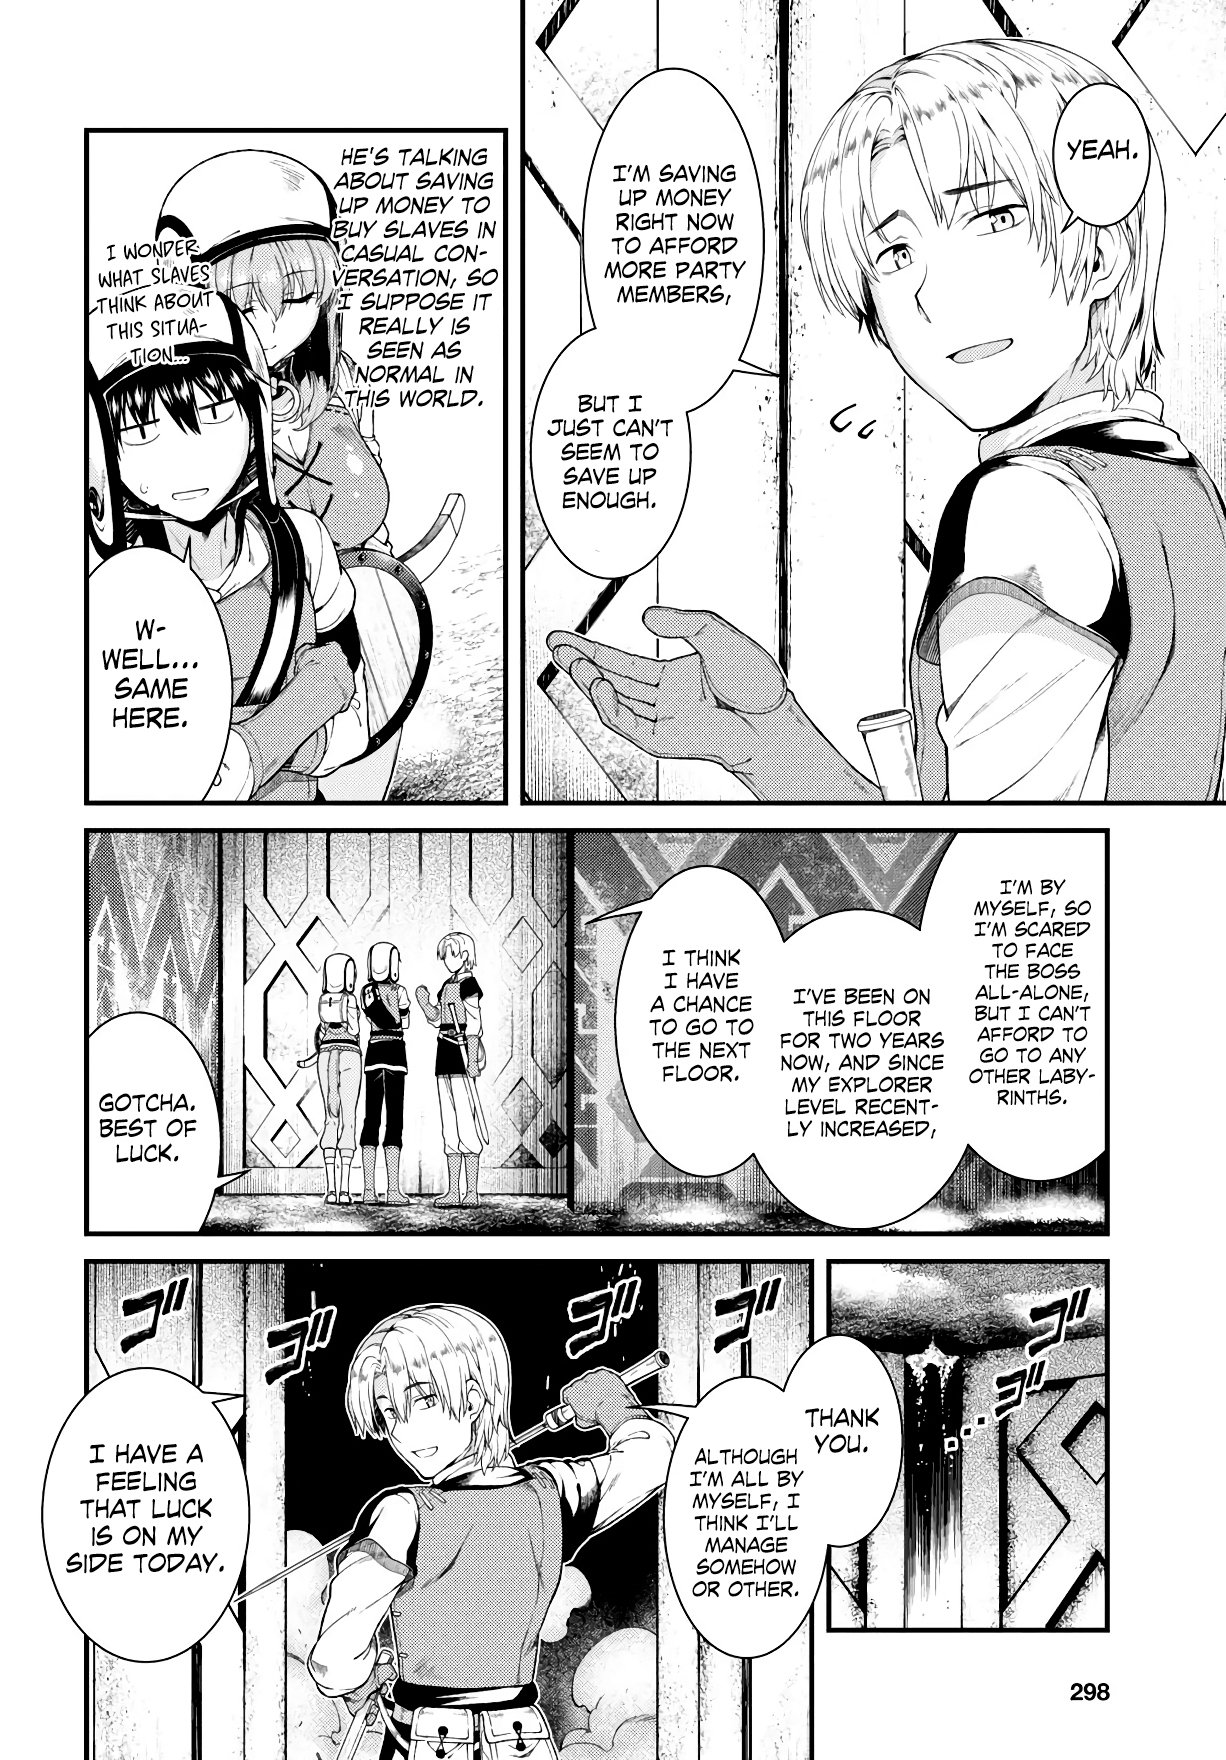 YEAH.
I'M SAVING
UP MONEY
RIGHT NOW
TO AFFORD
MORE PARTY
MEMBERS,
BUT I
JUST CAN'T
SEEM TO
SAVE UP
ENOUGH.
HE'S TALKING
ABOUT SAVING
UP MONEY TO
BUY SLAVES IN
CASUAL CON-
VERSATION, SO
I SUPPOSE IT
REALLY IS
SEEN AS
NORMAL IN
THIS WORLD.
I WONDER
WHAT SLAVES
THINK ABOUT
THIS SITUA-
TION...
W-
WELL...
SAME
HERE.
I'M BY
MYSELF, SO
I'M SCARED
TO FACE
THE BOSS
ALL-ALONE,
BUT I CAN'T
AFFORD TO
GO TO ANY
OTHER LABY-
RINTHS.
I'VE BEEN ON
THIS FLOOR
FOR TWO YEARS
NOW, AND SINCE
MY EXPLORER
LEVEL RECENT-
LY INCREASED,
I THINK
I HAVE
A CHANCE
TO GO TO
THE NEXT
FLOOR.
GOTCHA.
BEST OF
LUCK.
ゴ…
THANK
YOU.
ALTHOUGH
I'M ALL BY
MYSELF, I
THINK I'LL
MANAGE
SOMEHOW
OR OTHER.
ゴ
ゴ
ゴ
ゴ
I HAVE A
FEELING
THAT LUCK
IS ON MY
SIDE TODAY.
298